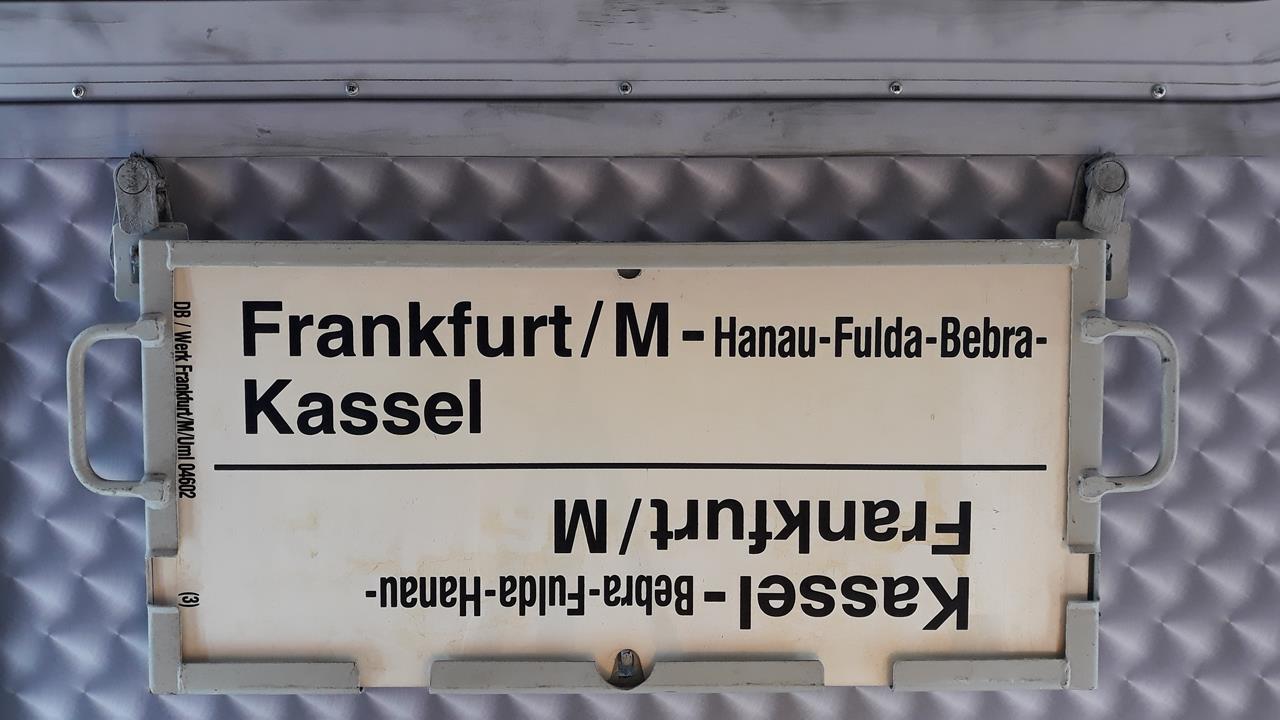 Frankfurt/M-Hanau-Fulda-Bebra-
Kassel
Kassel-Bebra-Fulda-Hanau-
Frankfurt/M
DB / Werk Frankfurt/M/Uml 04602
(3)